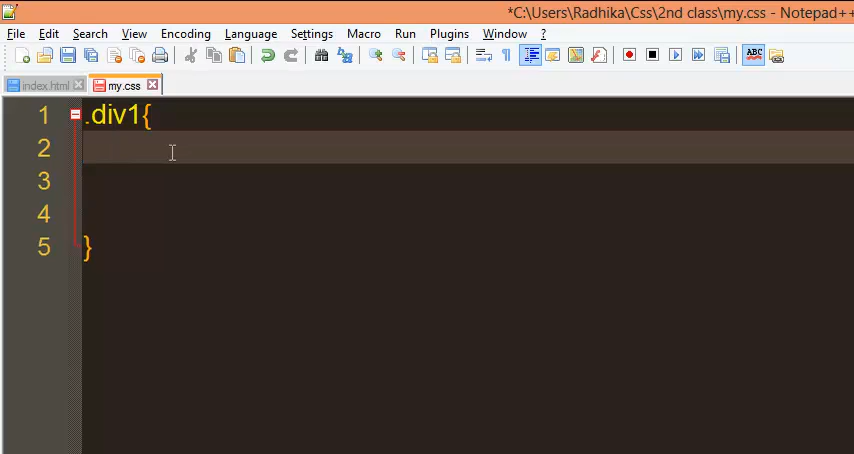 *C:\Users\Radhika\Css\2nd class\my.css - Notepad++
File Edit Search View Encoding Language Settings Macro Run Plugins Window ?
ABC
index.html my.css
1 .div1{
2
3
4
5 }